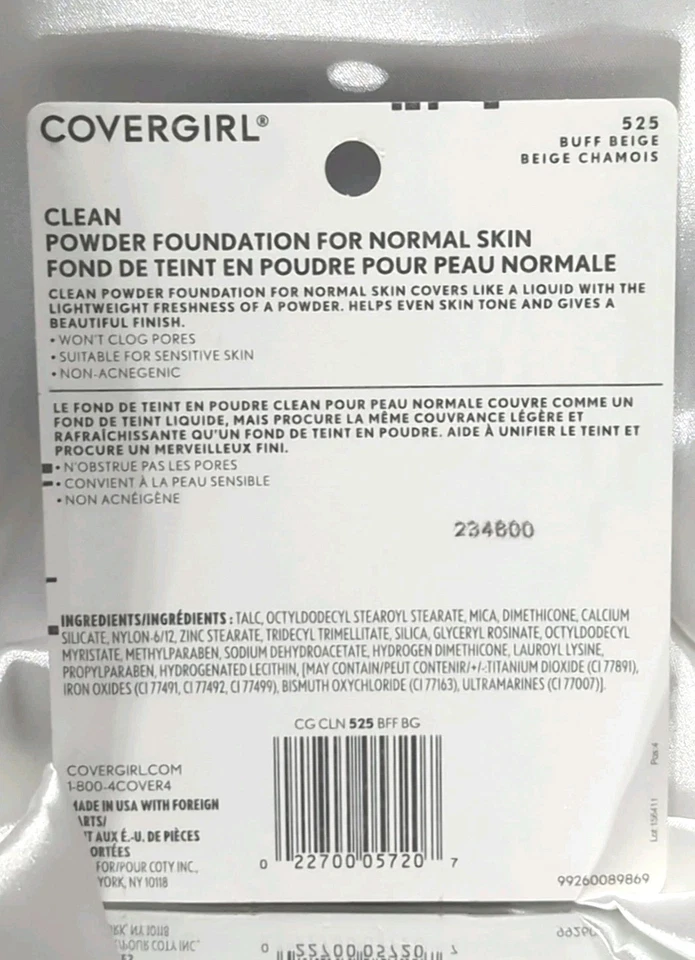 COVERGIRL®
525
BUFF BEIGE
BEIGE CHAMOIS
CLEAN
POWDER FOUNDATION FOR NORMAL SKIN
FOND DE TEINT EN POUDRE POUR PEAU NORMALE
CLEAN POWDER FOUNDATION FOR NORMAL SKIN COVERS LIKE A LIQUID WITH THE
LIGHTWEIGHT FRESHNESS OF A POWDER. HELPS EVEN SKIN TONE AND GIVES A
BEAUTIFUL FINISH.
• WON'T CLOG PORES
• SUITABLE FOR SENSITIVE SKIN
• NON-ACNEGENIC
LE FOND DE TEINT EN POUDRE CLEAN POUR PEAU NORMALE COUVRE COMME UN
FOND DE TEINT LIQUIDE, MAIS PROCURE LA MÊME COUVRANCE LÉGÈRE ET
RAFRAÎCHISSANTE QU'UN FOND DE TEINT EN POUDRE. AIDE À UNIFIER LE TEINT ET
PROCURE UN MERVEILLEUX FINI.
• N'OBSTRUE PAS LES PORES
• CONVIENT À LA PEAU SENSIBLE
• NON ACNÉIGÈNE
234800
INGREDIENTS/INGRÉDIENTS : TALC, OCTYLDODECYL STEAROYL STEARATE, MICA, DIMETHICONE, CALCIUM
SILICATE, NYLON-6/12, ZINC STEARATE, TRIDECYL TRIMELLITATE, SILICA, GLYCERYL ROSINATE, OCTYLDODECYL
MYRISTATE, METHYLPARABEN, SODIUM DEHYDROACETATE, HYDROGEN DIMETHICONE, LAUROYL LYSINE,
PROPYLPARABEN, HYDROGENATED LECITHIN, [MAY CONTAIN/PEUT CONTENIR/+/-:TITANIUM DIOXIDE (CI 77891),
IRON OXIDES (CI 77491, CI 77492, CI 77499), BISMUTH OXYCHLORIDE (CI 77163), ULTRAMARINES (CI 77007)].
CG CLN 525 BFF BG
COVERGIRL.COM
1-800-4COVER4
MADE IN USA WITH FOREIGN
ARTS/
T AUX É.-U. DE PIÈCES
ORTÉES
FOR/POUR COTY INC.,
YORK, NY 10118
0 22700 05720 7
99260089869
Lot 156411 Pos 4